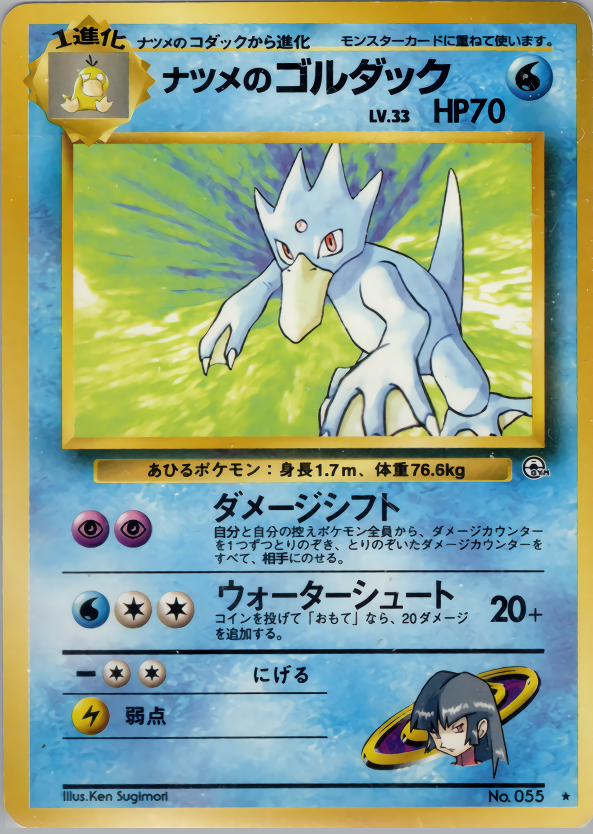 1進化
ナツメのコダックから進化
モンスターカードに重ねて使います。
ナツメのゴルダック
LV.33 HP70
あひるポケモン：身長1.7m、体重76.6kg
GYM
ダメージシフト
自分と自分の控えポケモン全員から、ダメージカウンター
を1つずつとりのぞき、とりのぞいたダメージカウンターを
すべて、相手にのせる。
ウォーターシュート
20+
コインを投げて「おもて」なら、20ダメージ
を追加する。
にげる
弱点
Illus.Ken Sugimori
No. 055 ★